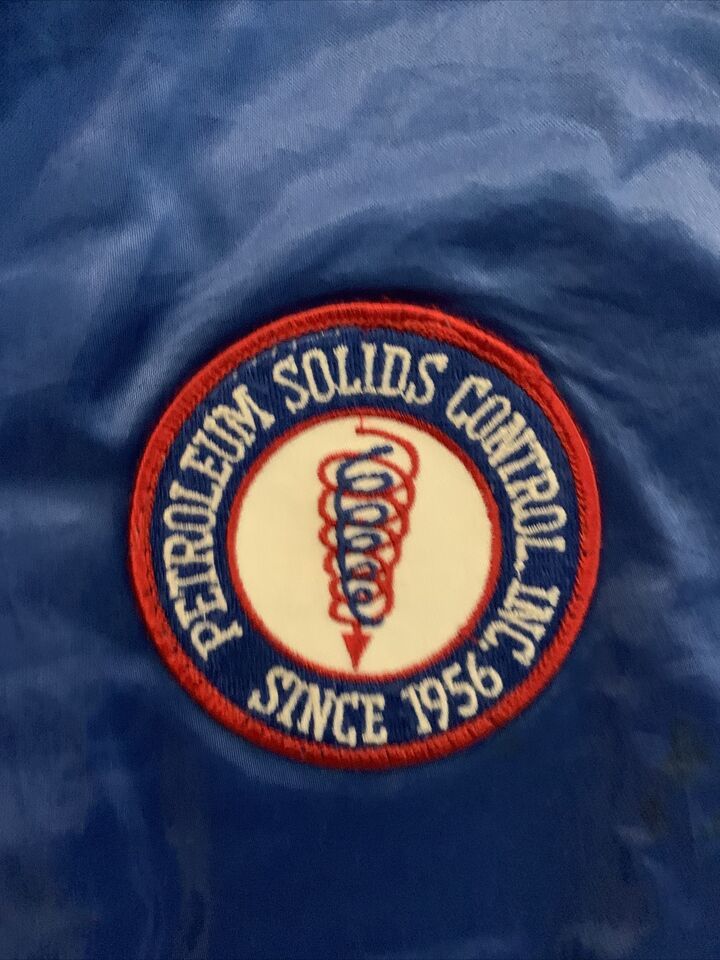 PETROLEUM SOLIDS CONTROL, INC.
SINCE 1956